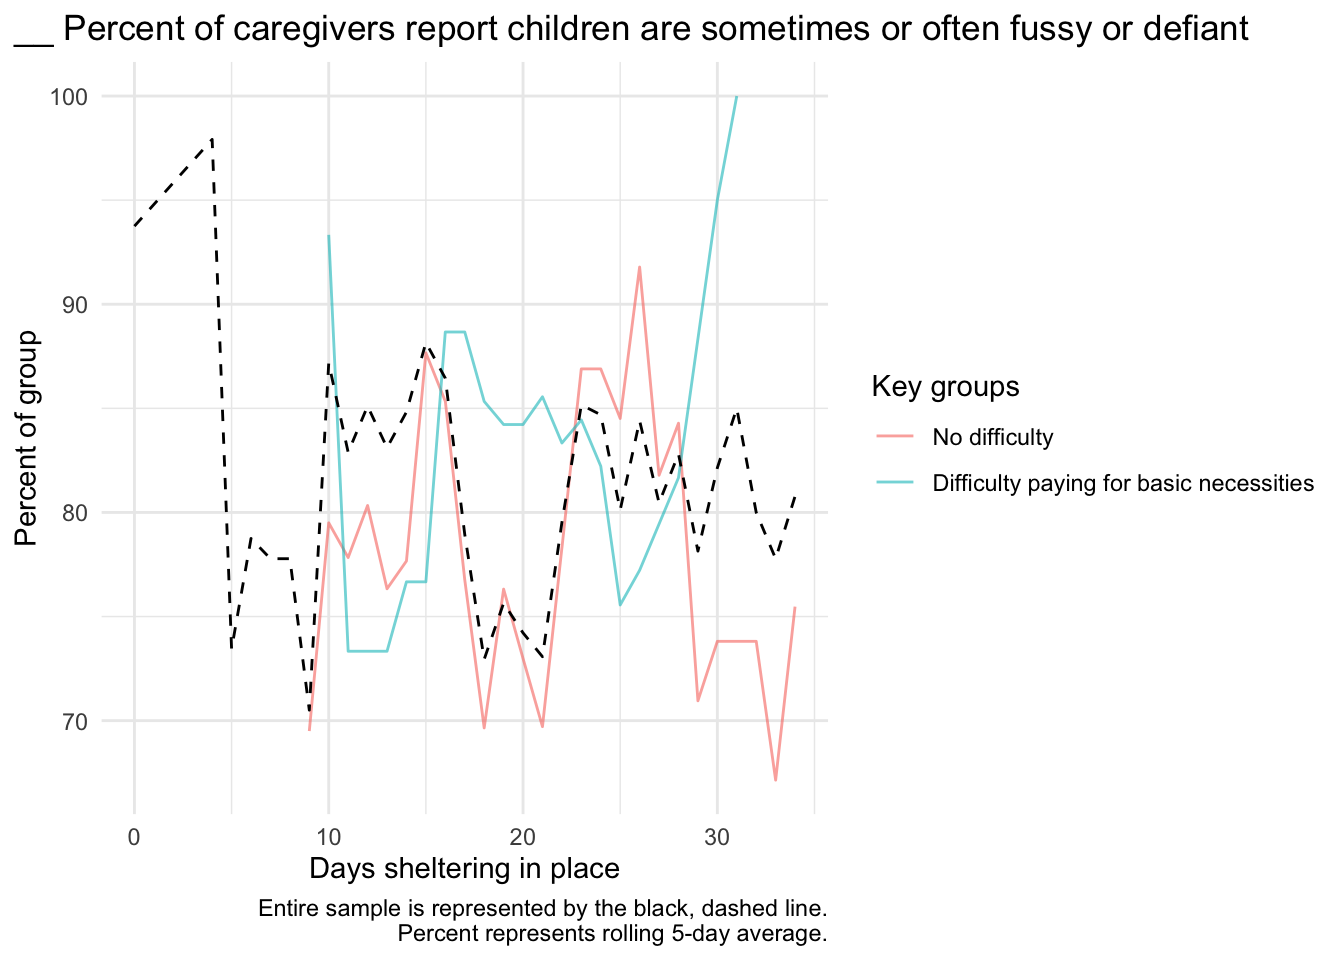 __ Percent of caregivers report children are sometimes or often fussy or defiant
100
90
80
70
Percent of group
0 10 20 30
Days sheltering in place
Key groups
No difficulty
Difficulty paying for basic necessities
Entire sample is represented by the black, dashed line.
Percent represents rolling 5-day average.